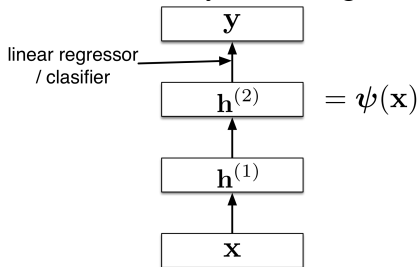 y
linear regressor
/ clasifier
h^{(2)} = ψ(x)
h^{(1)}
x